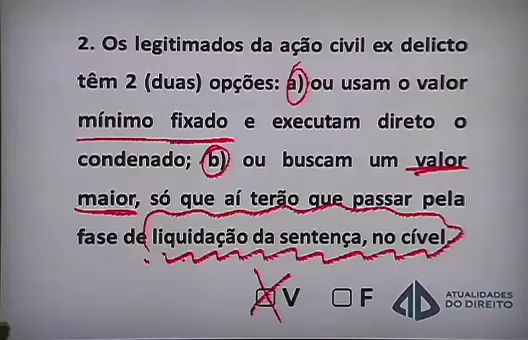 2. Os legitimados da ação civil ex delicto
têm 2 (duas) opções: a) ou usam o valor
mínimo fixado e executam direto o
condenado; b) ou buscam um valor
maior, só que aí terão que passar pela
fase de liquidação da sentença, no cível.
V F
ATUALIDADES
DO DIREITO